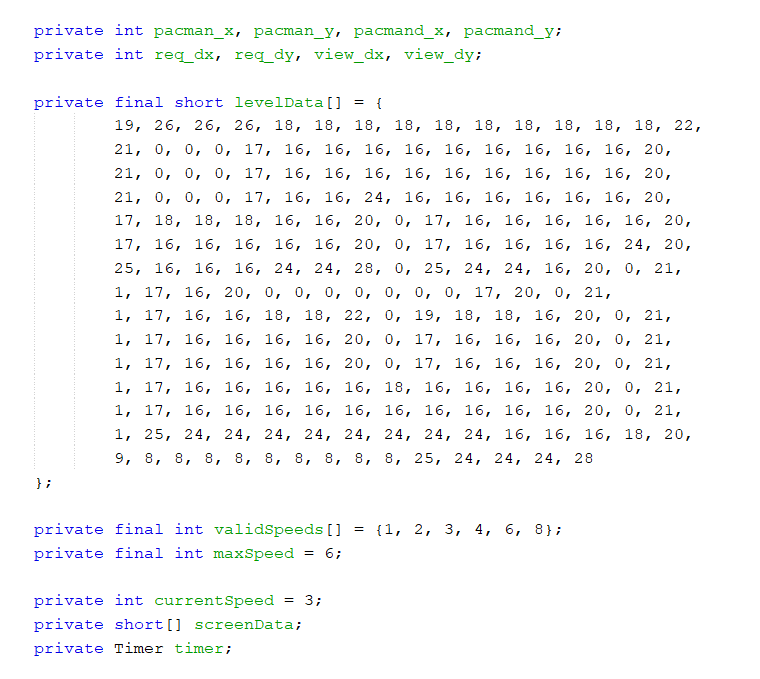 private int pacman_x, pacman_y, pacmand_x, pacmand_y;
private int req_dx, req_dy, view_dx, view_dy;
private final short levelData[] = {
19, 26, 26, 26, 18, 18, 18, 18, 18, 18, 18, 18, 18, 18, 22,
21, 0, 0, 0, 17, 16, 16, 16, 16, 16, 16, 16, 16, 16, 20,
21, 0, 0, 0, 17, 16, 16, 16, 16, 16, 16, 16, 16, 16, 20,
21, 0, 0, 0, 17, 16, 16, 24, 16, 16, 16, 16, 16, 16, 20,
17, 18, 18, 18, 16, 16, 20, 0, 17, 16, 16, 16, 16, 16, 20,
17, 16, 16, 16, 16, 16, 20, 0, 17, 16, 16, 16, 16, 24, 20,
25, 16, 16, 16, 24, 24, 28, 0, 25, 24, 24, 16, 20, 0, 21,
1, 17, 16, 20, 0, 0, 0, 0, 0, 0, 0, 17, 20, 0, 21,
1, 17, 16, 16, 18, 18, 22, 0, 19, 18, 18, 16, 20, 0, 21,
1, 17, 16, 16, 16, 16, 20, 0, 17, 16, 16, 16, 20, 0, 21,
1, 17, 16, 16, 16, 16, 20, 0, 17, 16, 16, 16, 20, 0, 21,
1, 17, 16, 16, 16, 16, 16, 18, 16, 16, 16, 16, 20, 0, 21,
1, 17, 16, 16, 16, 16, 16, 16, 16, 16, 16, 16, 20, 0, 21,
1, 25, 24, 24, 24, 24, 24, 24, 24, 24, 16, 16, 16, 18, 20,
9, 8, 8, 8, 8, 8, 8, 8, 8, 8, 25, 24, 24, 24, 28
};
private final int validSpeeds[] = {1, 2, 3, 4, 6, 8};
private final int maxSpeed = 6;
private int currentSpeed = 3;
private short[] screenData;
private Timer timer;